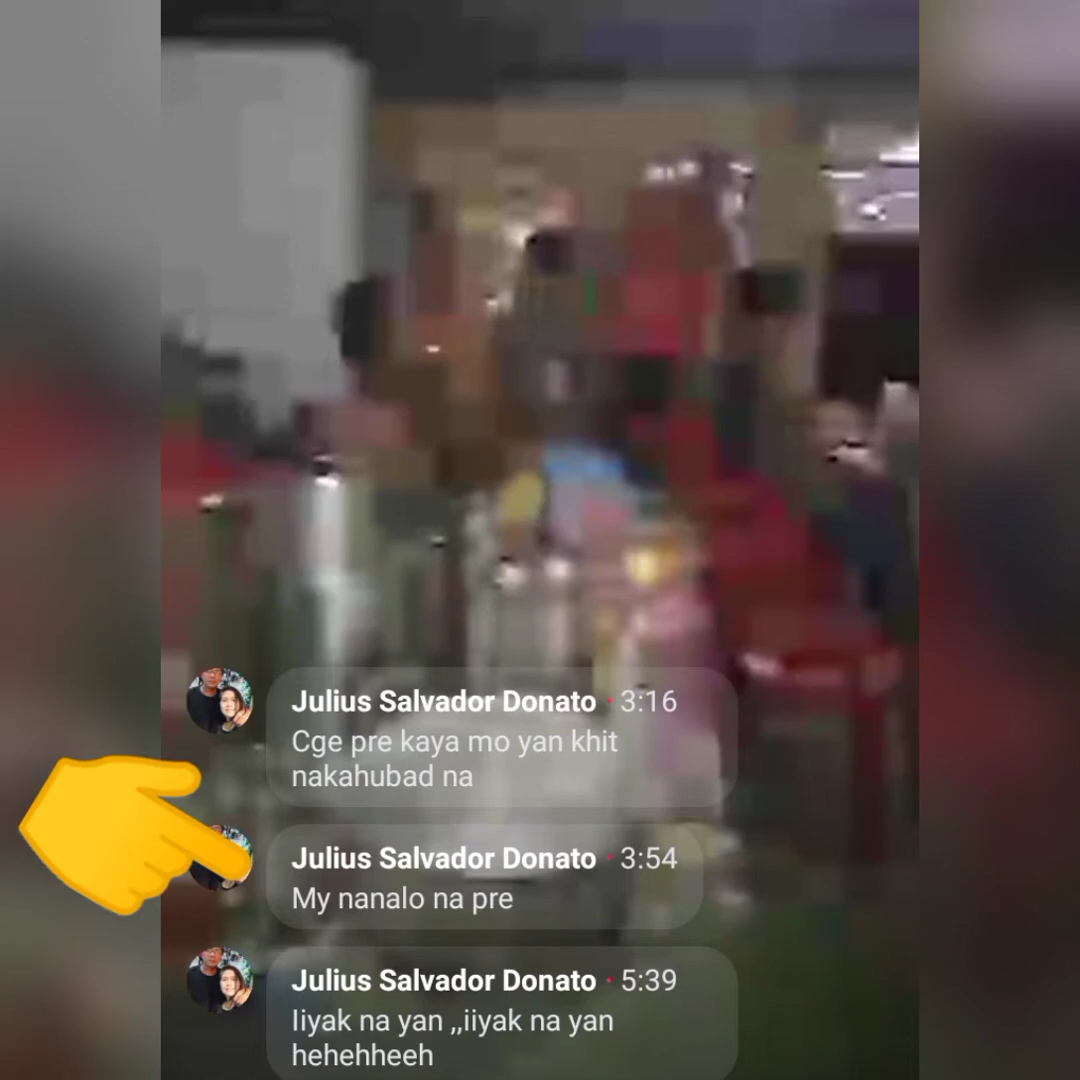 Julius Salvador Donato · 3:16
Cge pre kaya mo yan khit
nakahubad na
Julius Salvador Donato · 3:54
My nanalo na pre
Julius Salvador Donato · 5:39
Iiyak na yan ,,iiyak na yan
hehehheeh